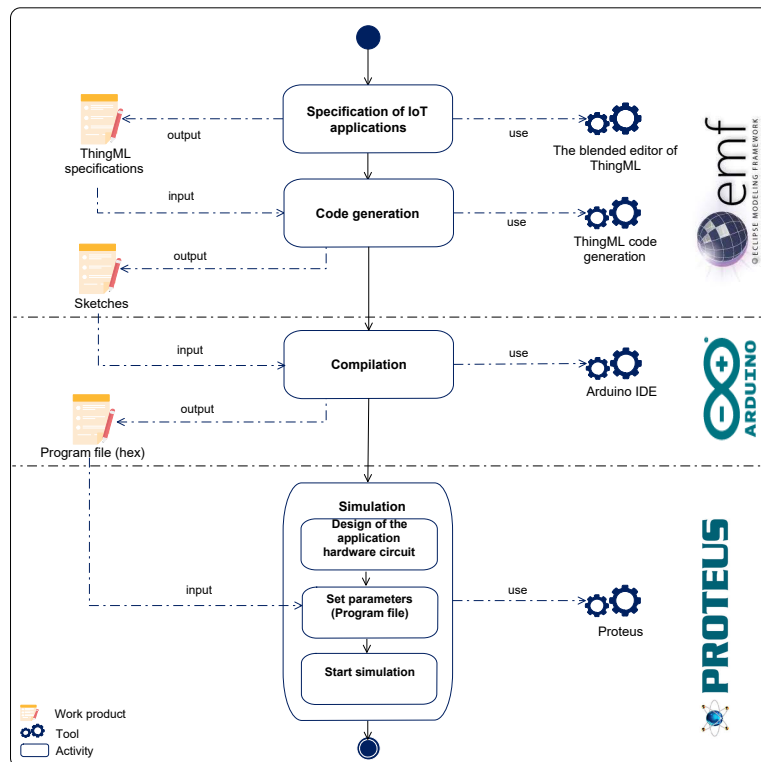 Specification of IoT
applications
output
use
ThingML
specifications
The blended editor of
ThingML
emf
©ECLIPSE MODELING FRAMEWORK
input
Code generation
use
ThingML code
generation
output
Sketches
input
Compilation
use
Arduino IDE
ARDUINO
output
Program file (hex)
Simulation
Design of the
application
hardware circuit
input
Set parameters
(Program file)
use
Proteus
PROTEUS
Start simulation
Work product
Tool
Activity